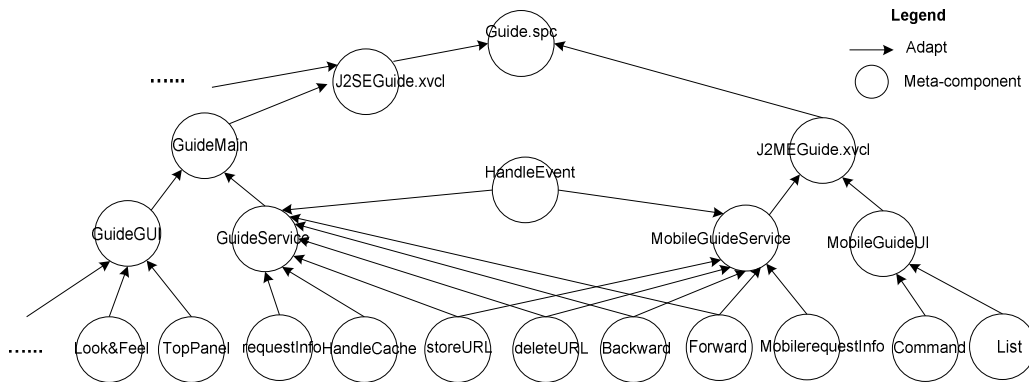 Legend
Guide.spc
Adapt
......
J2SEGuide.xvcl
Meta-component
GuideMain
J2MEGuide.xvcl
HandleEvent
GuideGUI
GuideService
MobileGuideService
MobileGuideUI
......
Look&Feel
TopPanel
requestInfo
HandleCache
storeURL
deleteURL
Backward
Forward
MobilerequestInfo
Command
List